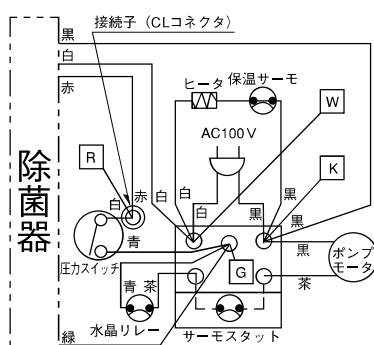 接続子（CLコネクタ）
黒
白
赤
ヒータ 保温サーモ
W
AC100V
R
K
除菌器
白
赤
白
白
黒
黒
黒
青
圧力スイッチ
黒
ポンプモータ
G
茶
青 茶
水晶リレー
サーモスタット
緑